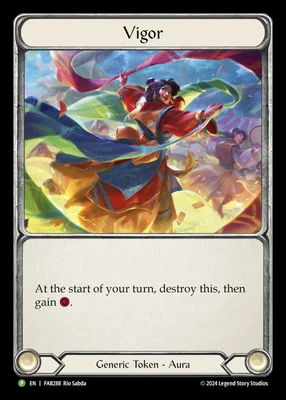 Vigor
At the start of your turn, destroy this, then
gain .
Generic Token - Aura
P EN | FAB288 Rio Sabda
© 2024 Legend Story Studios